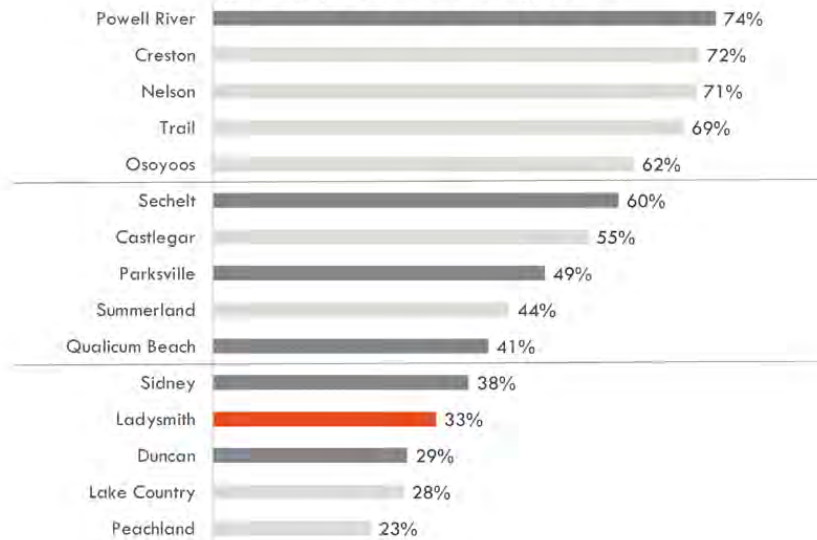 Powell River 74%
Creston 72%
Nelson 71%
Trail 69%
Osoyoos 62%
Sechelt 60%
Castlegar 55%
Parksville 49%
Summerland 44%
Qualicum Beach 41%
Sidney 38%
Ladysmith 33%
Duncan 29%
Lake Country 28%
Peachland 23%